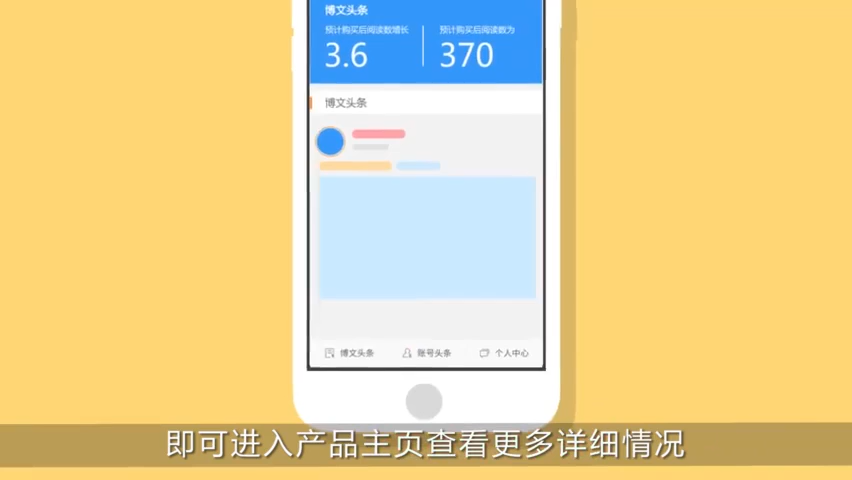 博文头条
预计购买后阅读数增长 预计购买后阅读数为
3.6 370
博文头条
博文头条 账号头条 个人中心
即可进入产品主页查看更多详细情况